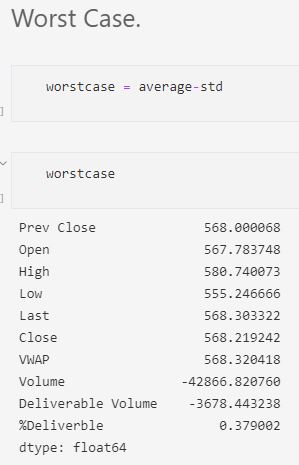 Worst Case.
worstcase = average-std
]
worstcase
]
Prev Close 568.000068
Open 567.783748
High 580.740073
Low 555.246666
Last 568.303322
Close 568.219242
VWAP 568.320418
Volume -42866.820760
Deliverable Volume -3678.443238
%Deliverble 0.379002
dtype: float64